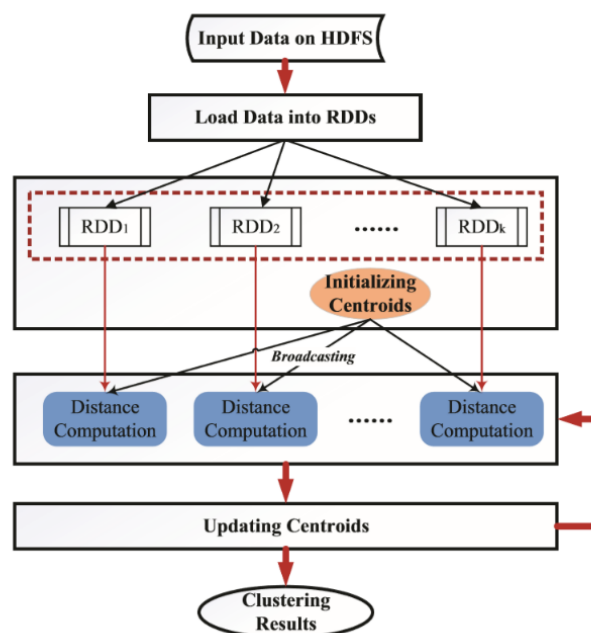 Input Data on HDFS
Load Data into RDDs
RDD1 RDD2 ...... RDDk
Initializing
Centroids
Broadcasting
Distance Distance Distance
Computation Computation ...... Computation
Updating Centroids
Clustering
Results